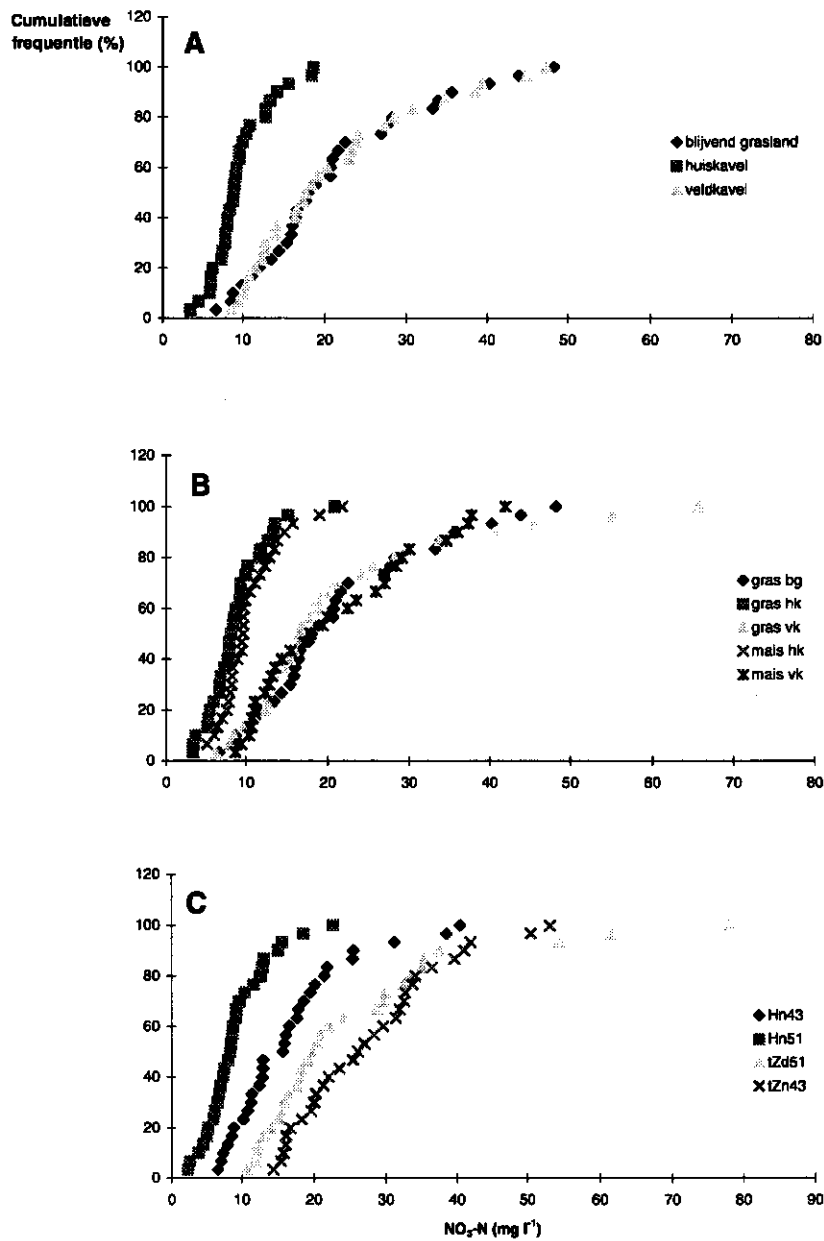 Cumulatieve
frequentie (%)
A
120
100
80
60
40
20
0
0 10 20 30 40 50 60 70 80
blijvend grasland
huiskavel
veldkavel
B
120
100
80
60
40
20
0
0 10 20 30 40 50 60 70 80
gras bg
gras hk
gras vk
mais hk
mais vk
C
120
100
80
60
40
20
0
0 10 20 30 40 50 60 70 80 90
Hn43
Hn51
tZd51
tZn43
NO₃-N (mg l⁻¹)